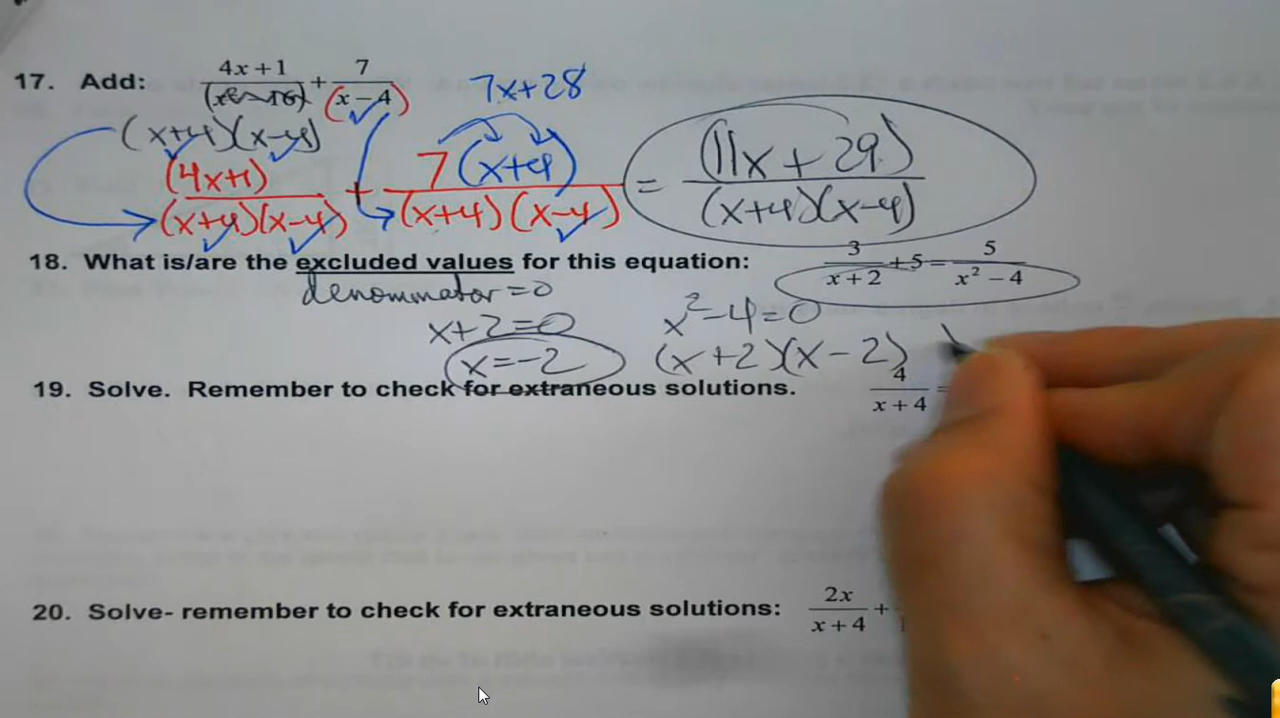 17. Add: 4x+1 / (x²-16) + 7 / (x-4) 7x+28
(x+4)(x-4)
(4x+1) / (x+4)(x-4) + 7(x+4) / (x+4)(x-4) = (11x + 29) / (x+4)(x-4)
18. What is/are the excluded values for this equation: 3 / x+2 + 5 = 5 / x² - 4
denommator = 0
x+2=0 x²-4=0
x=-2 (x+2)(x-2)
19. Solve. Remember to check for extraneous solutions. 4 / x+4 =
20. Solve- remember to check for extraneous solutions: 2x / x+4 +